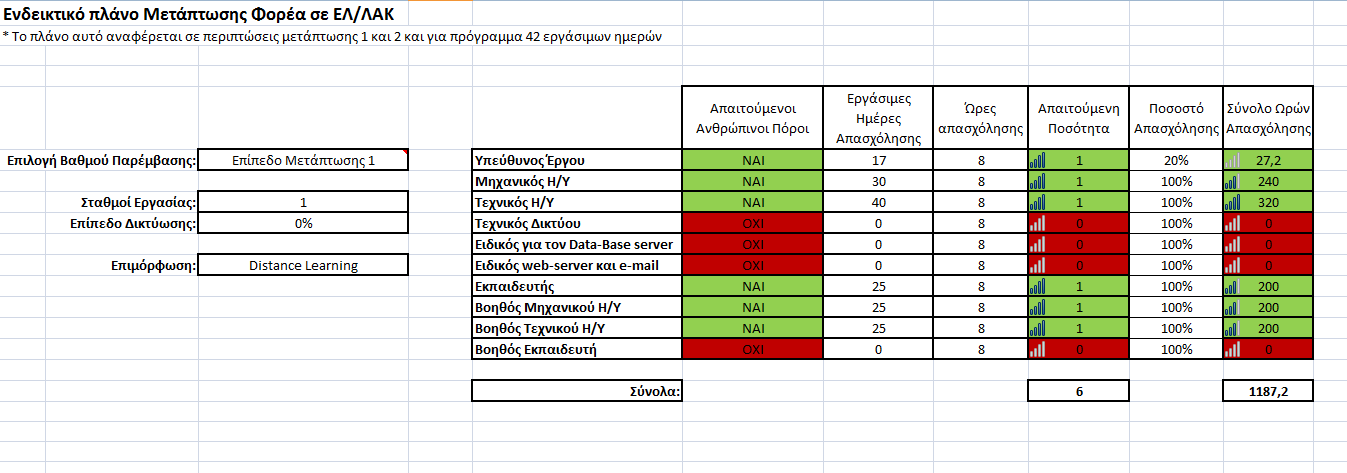 Ενδεικτικό πλάνο Μετάπτωσης Φορέα σε ΕΛ/ΛΑΚ
* Το πλάνο αυτό αναφέρεται σε περιπτώσεις μετάπτωσης 1 και 2 και για πρόγραμμα 42 εργάσιμων ημερών
Απαιτούμενοι Ανθρώπινοι Πόροι Εργάσιμες Ημέρες Απασχόλησης Ώρες απασχόλησης Απαιτούμενη Ποσότητα Ποσοστό Απασχόλησης Σύνολο Ωρών Απασχόλησης
Επιλογή Βαθμού Παρέμβασης: Επίπεδο Μετάπτωσης 1 Υπεύθυνος Έργου ΝΑΙ 17 8 1 20% 27,2
Μηχανικός Η/Υ ΝΑΙ 30 8 1 100% 240
Σταθμοί Εργασίας: 1 Τεχνικός Η/Υ ΝΑΙ 40 8 1 100% 320
Επίπεδο Δικτύωσης: 0% Τεχνικός Δικτύου ΟΧΙ 0 8 0 100% 0
Ειδικός για τον Data-Base server ΟΧΙ 0 8 0 100% 0
Επιμόρφωση: Distance Learning Ειδικός web-server και e-mail ΟΧΙ 0 8 0 100% 0
Εκπαιδευτής ΝΑΙ 25 8 1 100% 200
Βοηθός Μηχανικού Η/Υ ΝΑΙ 25 8 1 100% 200
Βοηθός Τεχνικού Η/Υ ΝΑΙ 25 8 1 100% 200
Βοηθός Εκπαιδευτή ΟΧΙ 0 8 0 100% 0
Σύνολα: 6 1187,2